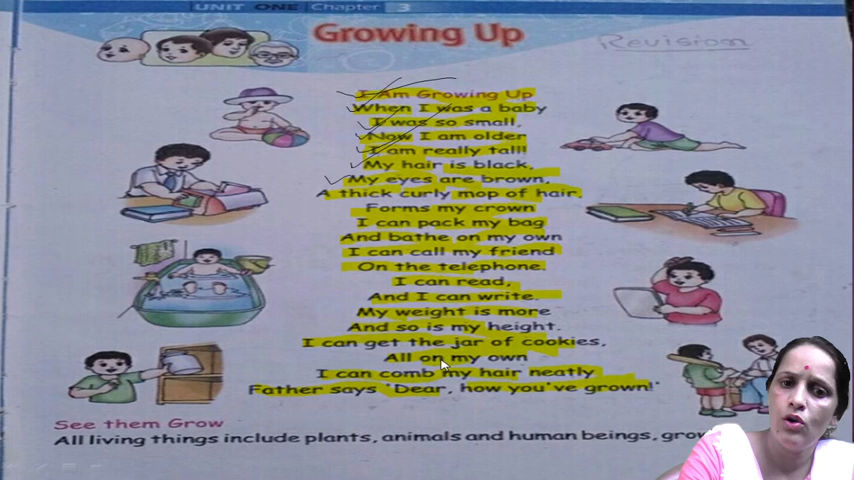 UNIT ONE Chapter 3
Growing Up
Revision
I Am Growing Up
When I was a baby
I was so small,
Now I am older
I am really tall!
My hair is black,
My eyes are brown,
A thick curly mop of hair,
Forms my crown
I can pack my bag
And bathe on my own
I can call my friend
On the telephone.
I can read,
And I can write.
My weight is more
And so is my height.
I can get the jar of cookies,
All on my own
I can comb my hair neatly
Father says 'Dear, how you've grown!'
See them Grow
All living things include plants, animals and human beings,